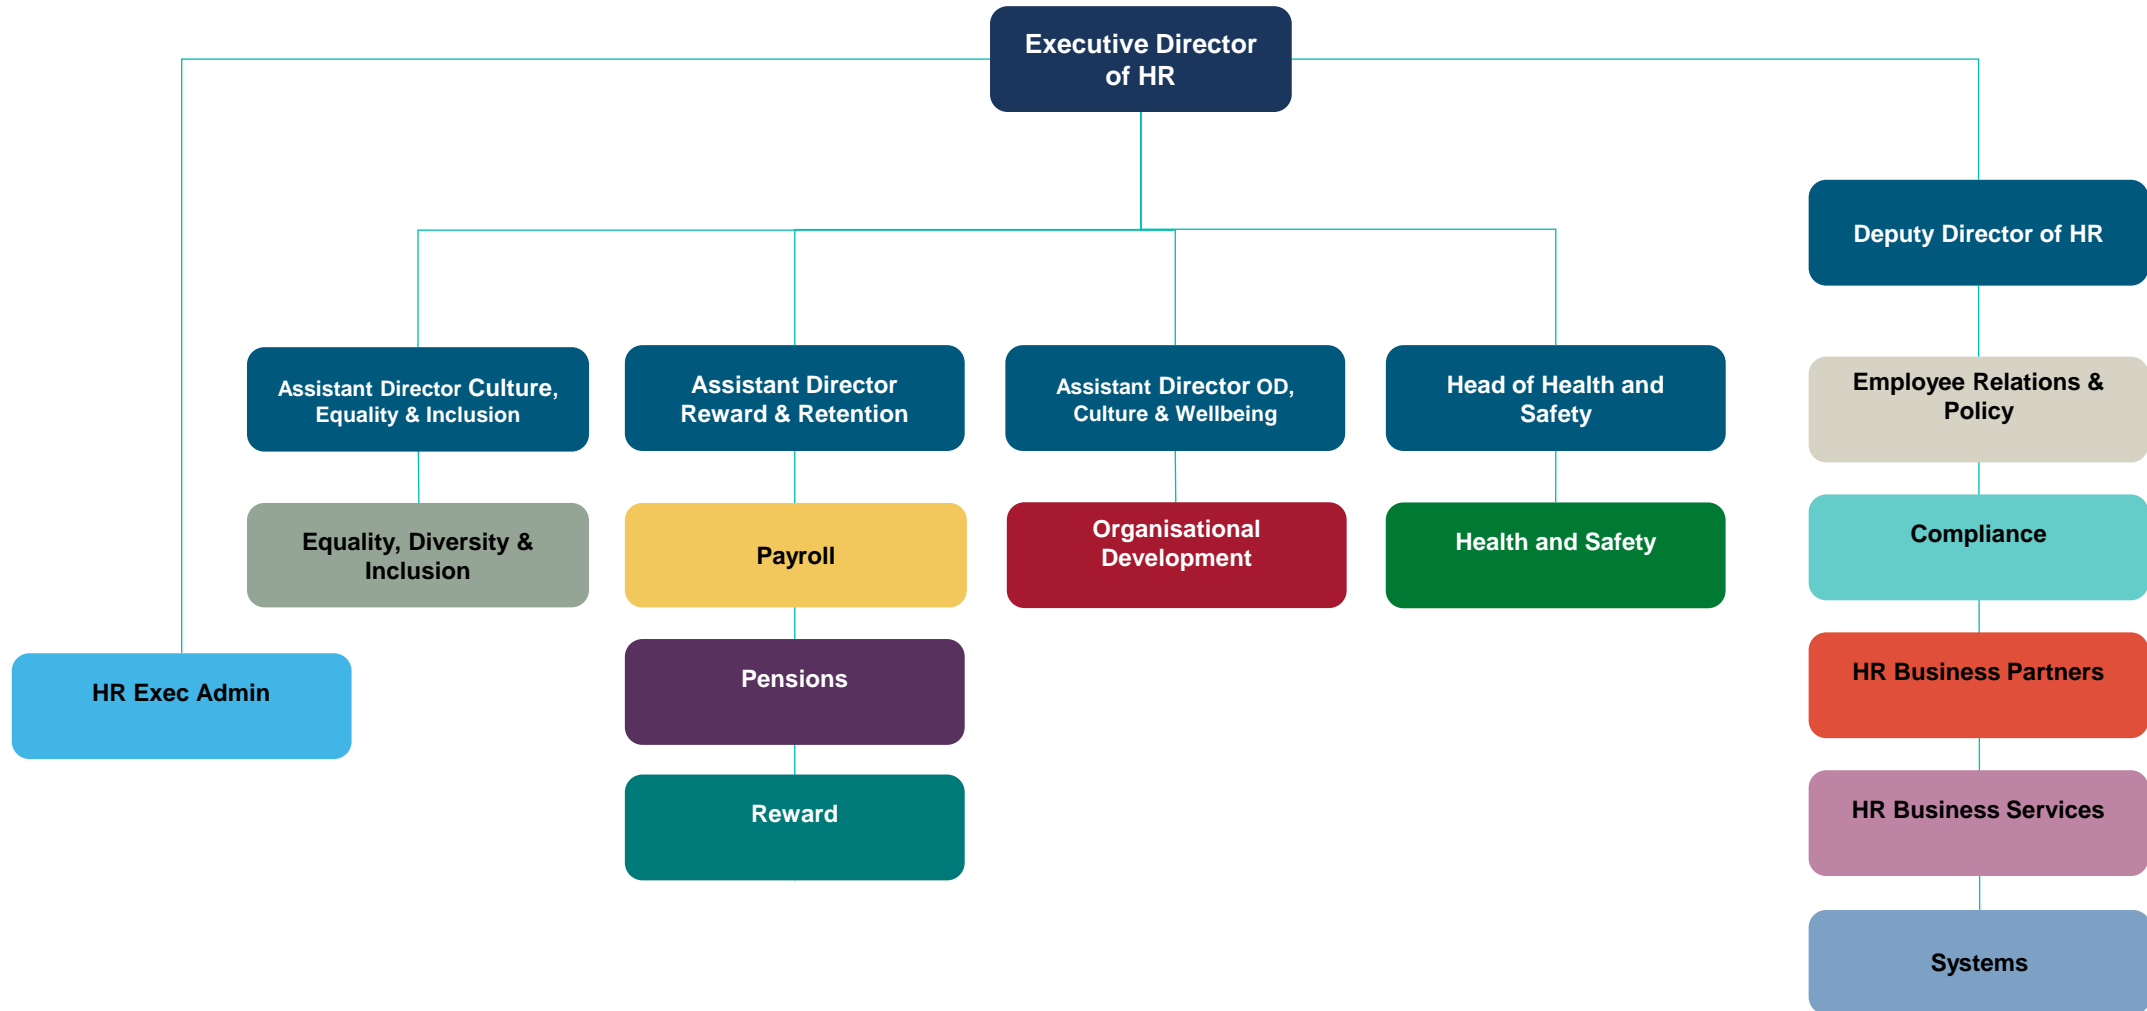 Executive Director
of HR
Deputy Director of HR
Assistant Director Culture,
Equality & Inclusion
Assistant Director
Reward & Retention
Assistant Director OD,
Culture & Wellbeing
Head of Health and
Safety
Employee Relations &
Policy
Equality, Diversity &
Inclusion
Payroll
Organisational
Development
Health and Safety
Compliance
HR Exec Admin
Pensions
HR Business Partners
Reward
HR Business Services
Systems